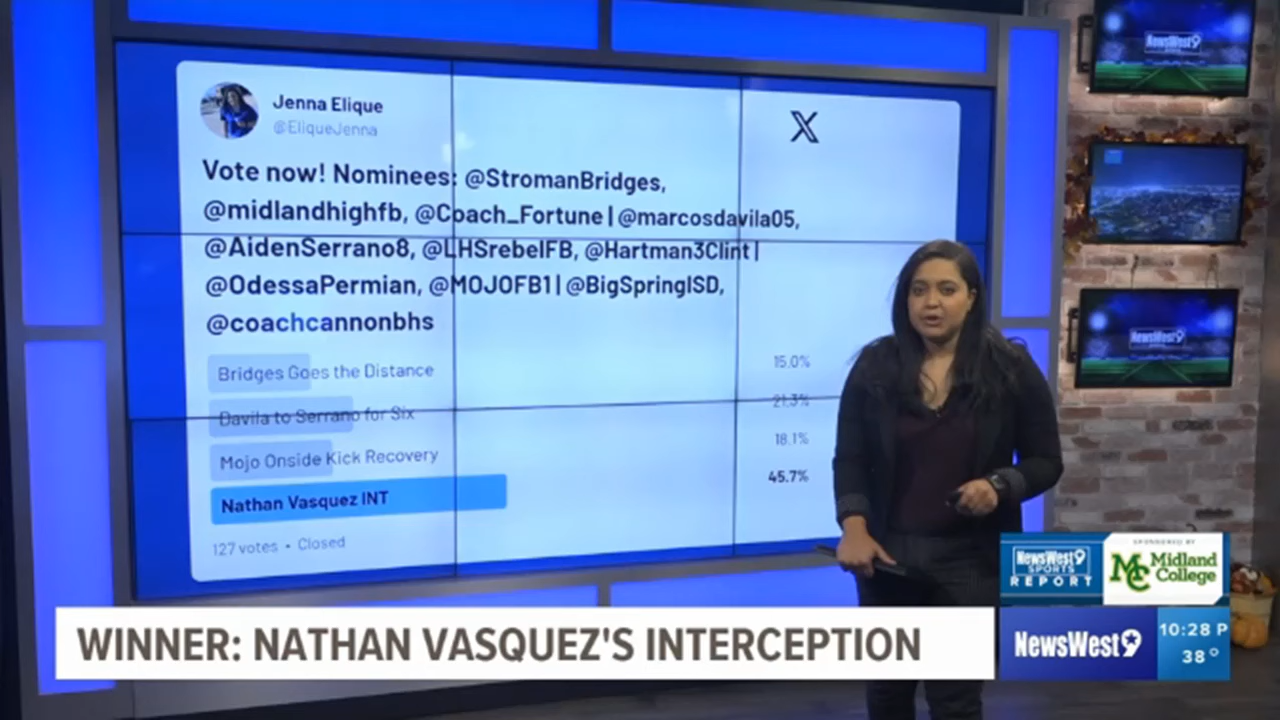 Jenna Elique
@EliqueJenna
X
Vote now! Nominees: @StromanBridges,
@midlandhighfb, @Coach_Fortune | @marcosdavila05,
@AidenSerrano8, @LHSrebelFB, @Hartman3Clint |
@OdessaPermian, @MOJOFB1 | @BigSpringISD,
@coachcannonbhs
Bridges Goes the Distance 15.0%
Davila to Serrano for Six 21.3%
Mojo Onside Kick Recovery 18.1%
Nathan Vasquez INT 45.7%
127 votes • Closed
NewsWest9
NewsWest9
NewsWest9
SPORTS
REPORT
SPONSORED BY
MC Midland
College
WINNER: NATHAN VASQUEZ'S INTERCEPTION
NewsWest9
10:28 P
38°